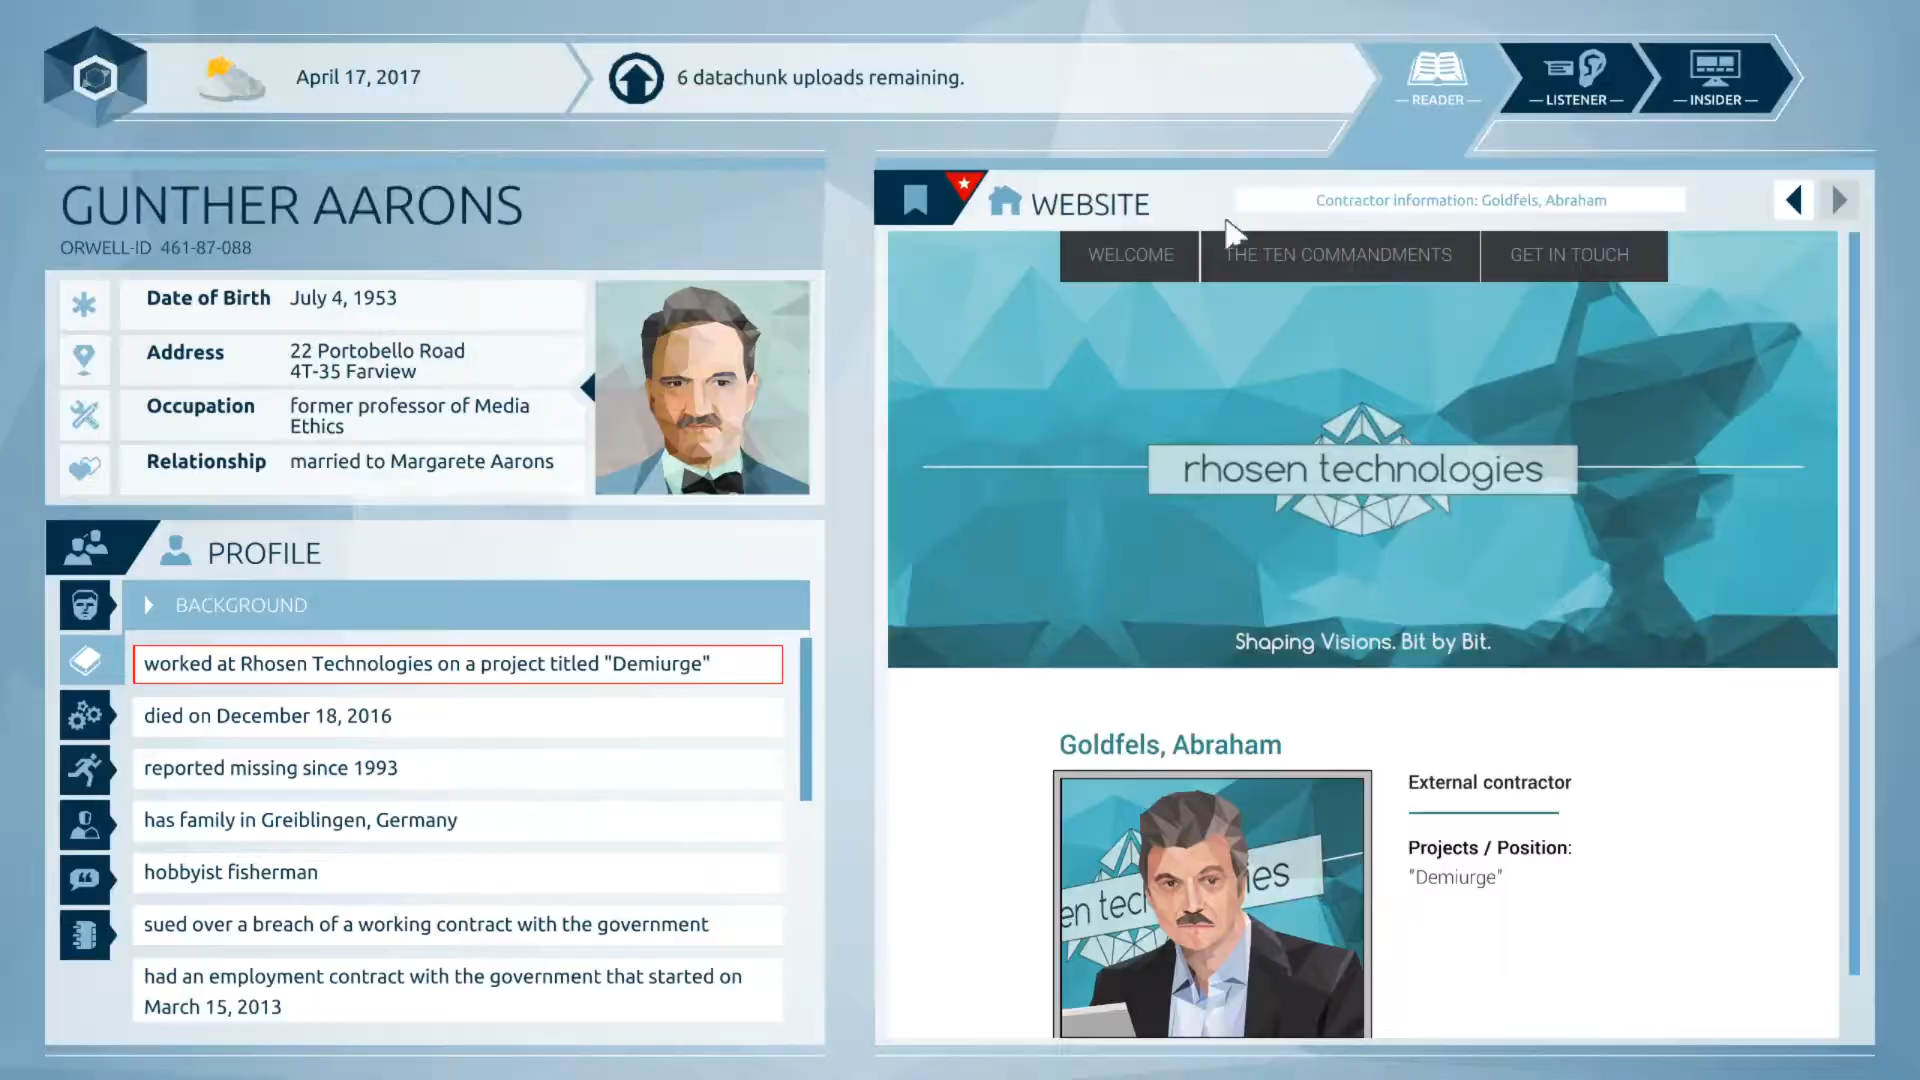 April 17, 2017
6 datachunk uploads remaining.
— READER —
— LISTENER —
— INSIDER —
GUNTHER AARONS
ORWELL-ID 461-87-088
Date of Birth July 4, 1953
Address 22 Portobello Road
4T-35 Farview
Occupation former professor of Media
Ethics
Relationship married to Margarete Aarons
PROFILE
BACKGROUND
worked at Rhosen Technologies on a project titled "Demiurge"
died on December 18, 2016
reported missing since 1993
has family in Greiblingen, Germany
hobbyist fisherman
sued over a breach of a working contract with the government
had an employment contract with the government that started on
March 15, 2013
WEBSITE
Contractor information: Goldfels, Abraham
WELCOME
THE TEN COMMANDMENTS
GET IN TOUCH
rhosen technologies
Shaping Visions. Bit by Bit.
Goldfels, Abraham
en tec
ies
External contractor
Projects / Position:
"Demiurge"